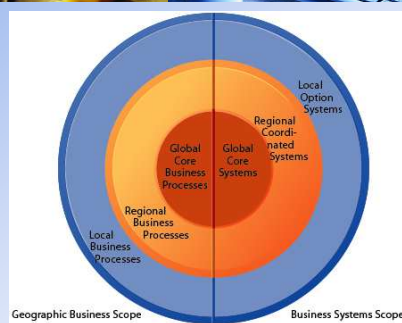 Local
Option
Systems
Regional
Coordi-
nated
Systems
Global
Core
Business
Processes
Global
Core
Systems
Regional
Business
Processes
Local
Business
Processes
Geographic Business Scope
Business Systems Scope